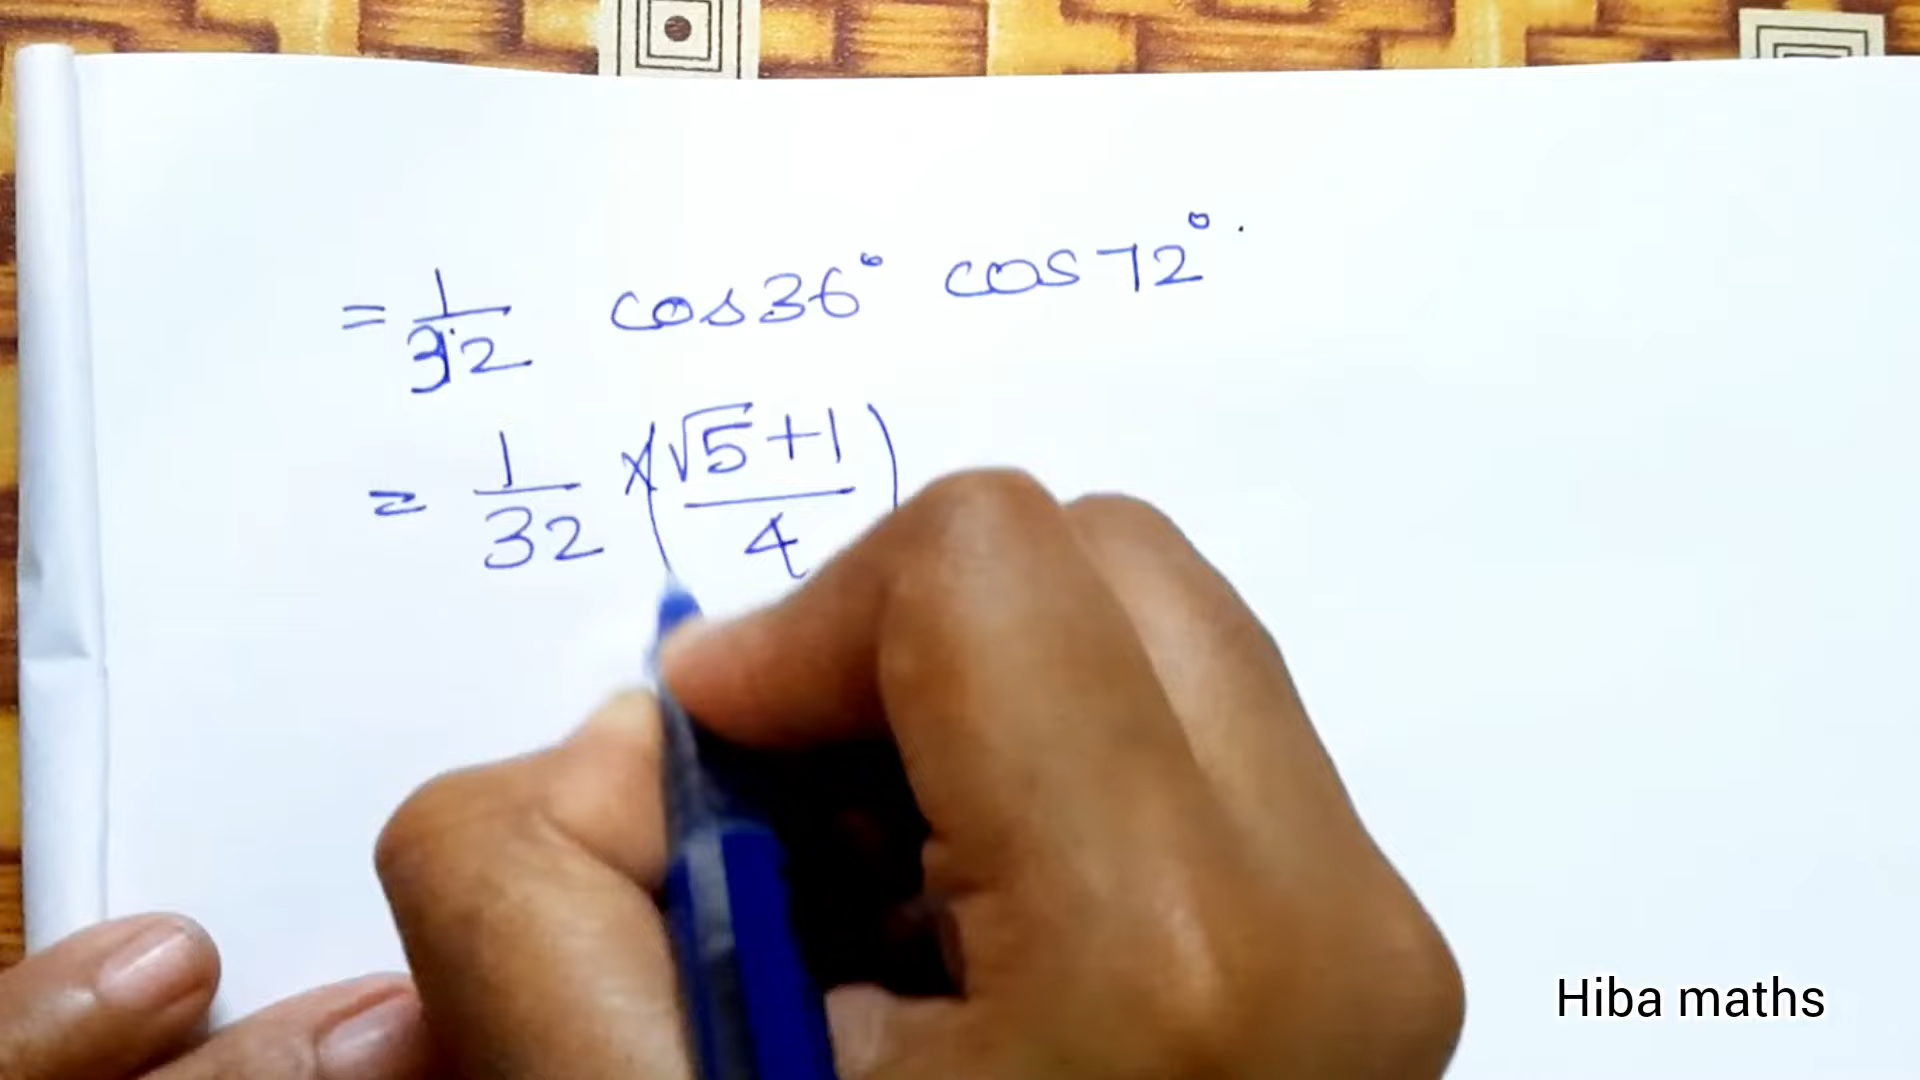 = 1/32 cos36° cos72°.
= 1/32 × (√5+1/4)
Hiba maths